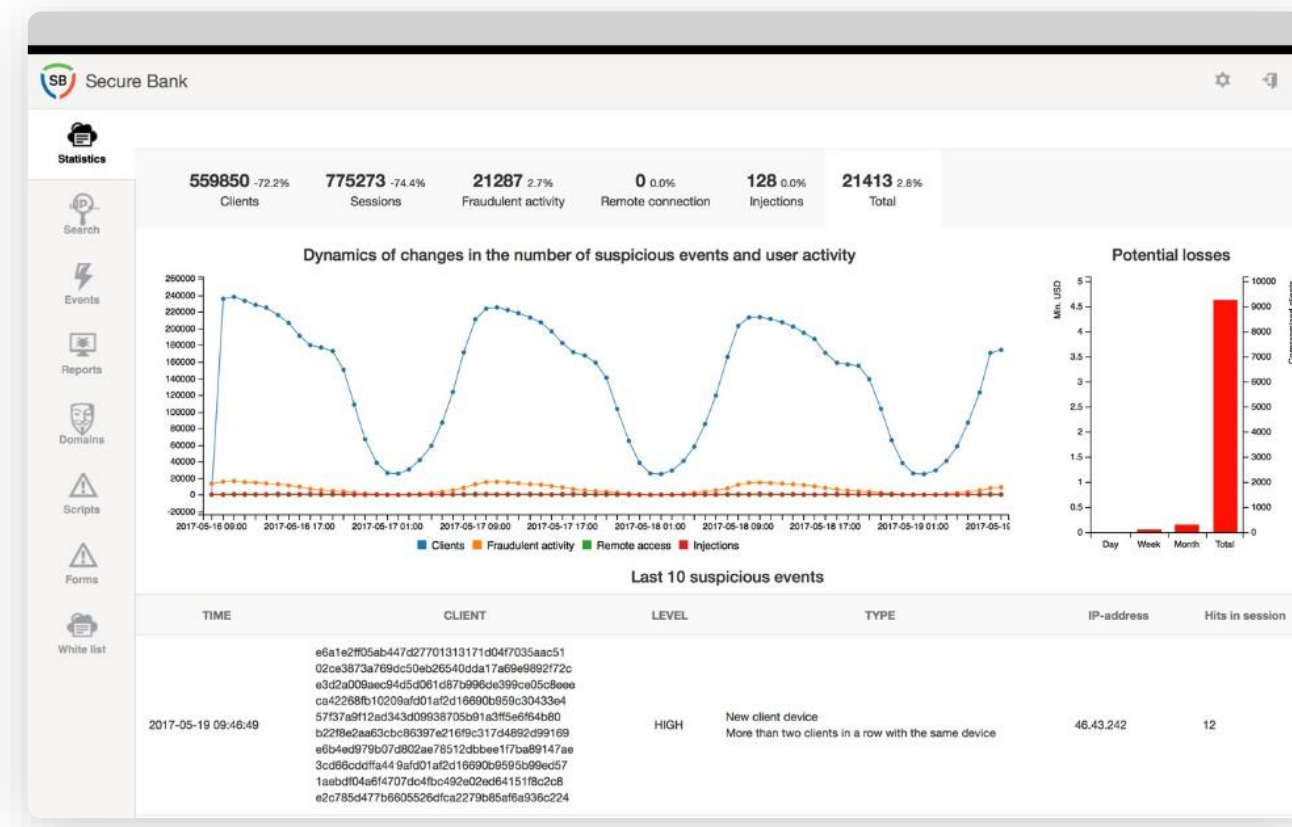 SB Secure Bank
Statistics
Search
Events
Reports
Domains
Scripts
Forms
White list
559850 -72.2%
Clients
775273 -74.4%
Sessions
21287 2.7%
Fraudulent activity
0 0.0%
Remote connection
128 0.0%
Injections
21413 2.8%
Total
Dynamics of changes in the number of suspicious events and user activity
260000
240000
220000
200000
180000
160000
140000
120000
100000
80000
60000
40000
20000
0
-20000
2017-05-16 09:00 2017-05-16 17:00 2017-05-17 01:00 2017-05-17 09:00 2017-05-17 17:00 2017-05-18 01:00 2017-05-18 09:00 2017-05-18 17:00 2017-05-19 01:00 2017-05-19
Clients Fraudulent activity Remote access Injections
Potential losses
Mln. USD
5
4.5
4
3.5
3
2.5
2
1.5
1
0.5
0
10000
9000
8000
7000
6000
5000
4000
3000
2000
1000
0
Day Week Month Total
Last 10 suspicious events
TIME CLIENT LEVEL TYPE IP-address Hits in session
e6a1e2ff05ab447d27701313171d04f7035aac51
02ce3873a769dc50eb26540dda17a69e9892f72c
e3d2a009aec94d5d061d87b996de399ce05c8eee
ca42268fb10209afd01af2d16690b959c30433e4
57f37a9f12ad343d09938705b91a3ff5e6f64b80
2017-05-19 09:46:49 b22f8e2aa63cbc86397e216f9c317d4892d99169 HIGH New client device 46.43.242 12
More than two clients in a row with the same device
e6b4ed979b07d802ae78512dbbee1f7ba89147ae
3cd66cddffa44 9afd01af2d16690b9595b99ed57
1aebdf04a6f4707dc4fbc492e02ed64151f8c2c8
e2c785d477b6605526dfca2279b85af6a936c224